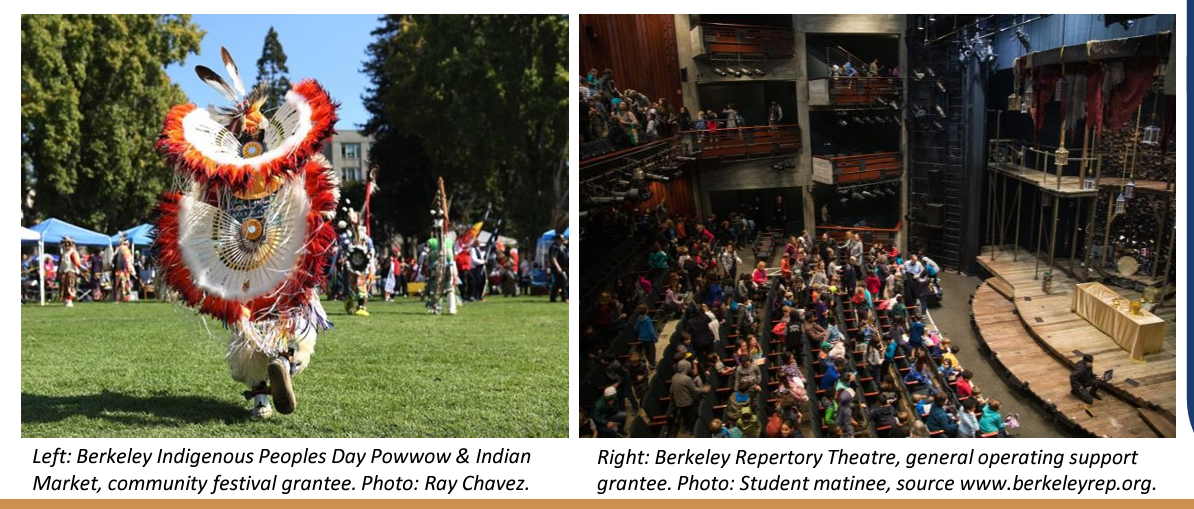 Left: Berkeley Indigenous Peoples Day Powwow & Indian
Market, community festival grantee. Photo: Ray Chavez.
Right: Berkeley Repertory Theatre, general operating support
grantee. Photo: Student matinee, source www.berkeleyrep.org.